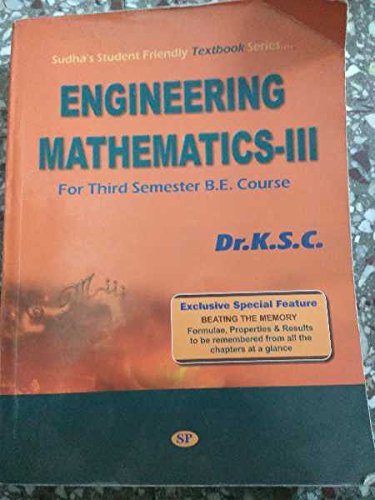 Sudha's Student Friendly Textbook Series....
ENGINEERING
MATHEMATICS-III
For Third Semester B.E. Course
Dr.K.S.C.
Exclusive Special Feature
BEATING THE MEMORY
Formulae, Properties & Results
to be remembered from all the
chapters at a glance
SP